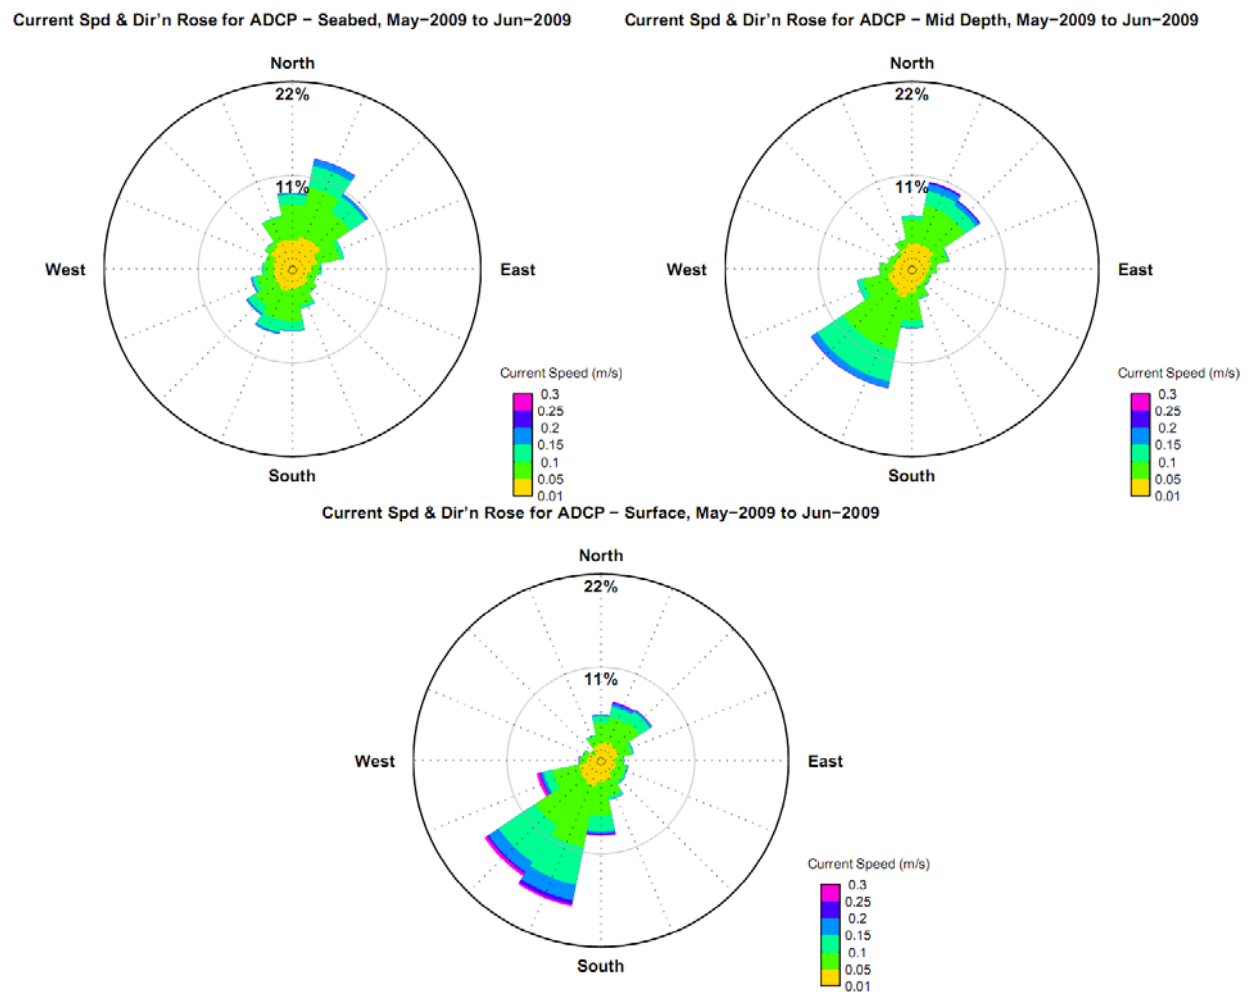 Current Spd & Dir'n Rose for ADCP − Seabed, May−2009 to Jun−2009
North
22%
11%
West
East
South
Current Speed (m/s)
0.3
0.25
0.2
0.15
0.1
0.05
0.01
Current Spd & Dir'n Rose for ADCP − Mid Depth, May−2009 to Jun−2009
North
22%
11%
West
East
South
Current Speed (m/s)
0.3
0.25
0.2
0.15
0.1
0.05
0.01
Current Spd & Dir'n Rose for ADCP − Surface, May−2009 to Jun−2009
North
22%
11%
West
East
South
Current Speed (m/s)
0.3
0.25
0.2
0.15
0.1
0.05
0.01